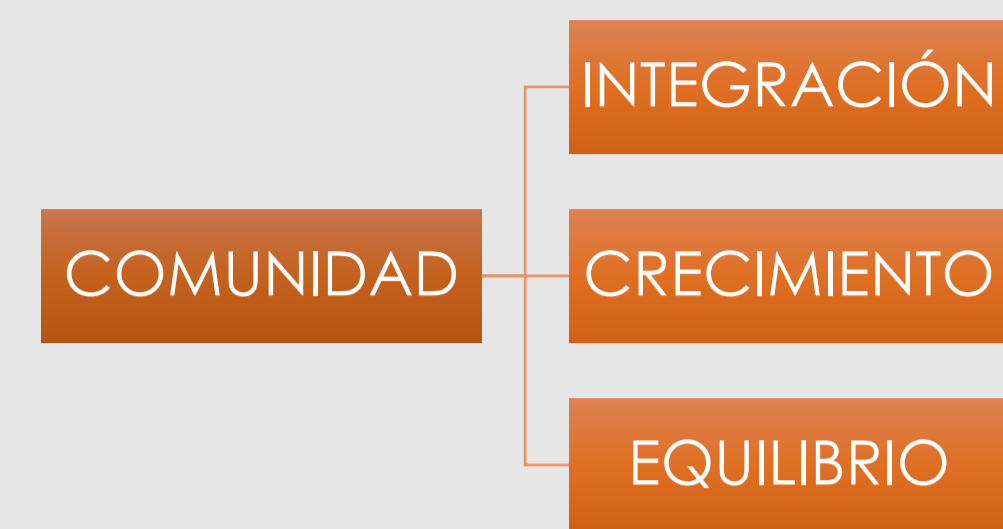 COMUNIDAD
INTEGRACIÓN
CRECIMIENTO
EQUILIBRIO